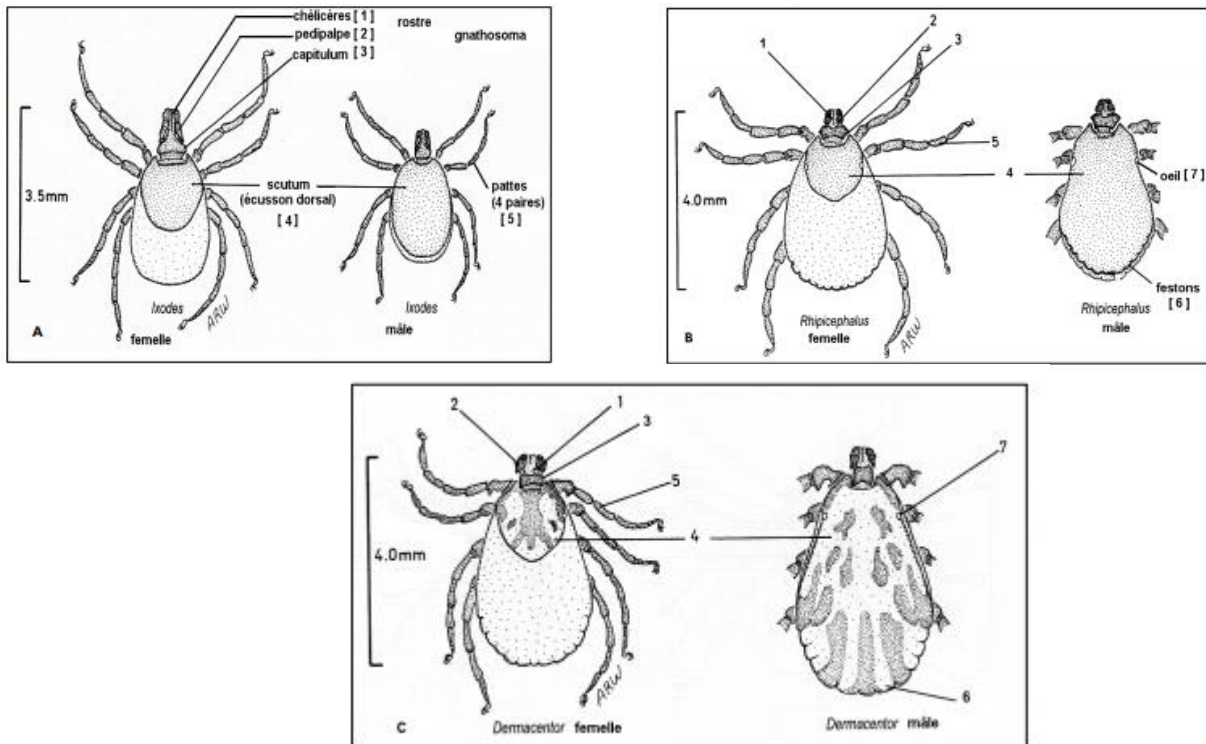 chélicères [ 1 ] rostre
pedipalpe [ 2 ] gnathosoma
capitulum [ 3 ]
3.5mm
scutum
(écusson dorsal)
[ 4 ]
pattes
(4 paires)
[ 5 ]
Ixodes
femelle
ARW
Ixodes
mâle
A
1
2
3
4.0mm
5
4
oeil [ 7 ]
festons
[ 6 ]
Rhipicephalus
femelle
ARW
Rhipicephalus
mâle
B
2
1
3
7
5
4
4.0mm
6
ARW
C
Dermacentor femelle
Dermacentor mâle